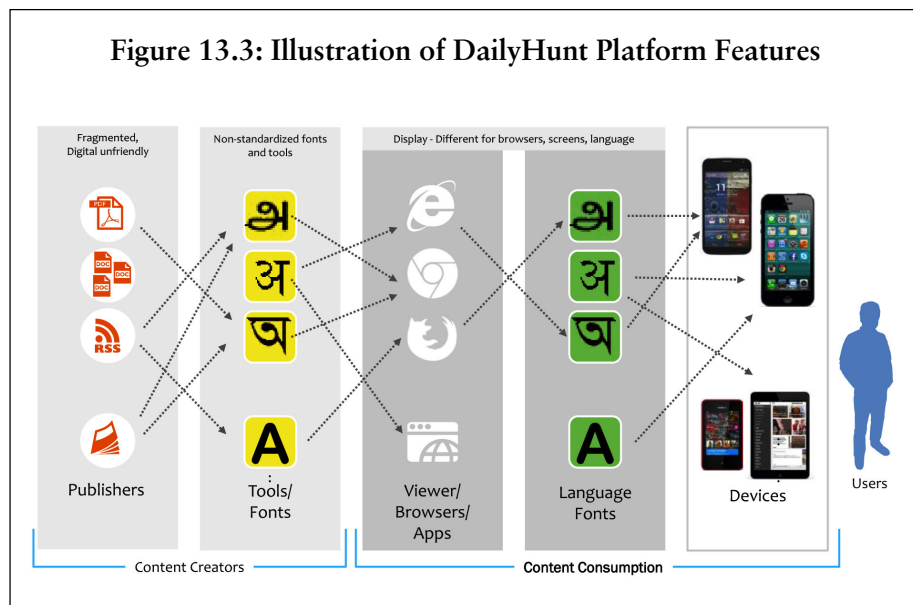 Figure 13.3: Illustration of DailyHunt Platform Features
Fragmented,
Digital unfriendly
Non-standardized fonts
and tools
Display - Different for browsers, screens, language
PDF
DOC
DOC
DOC
RSS
அ
अ
অ
A
அ
अ
অ
A
11
Publishers
Tools/
Fonts
Viewer/
Browsers/
Apps
Language
Fonts
Devices
Users
Content Creators
Content Consumption